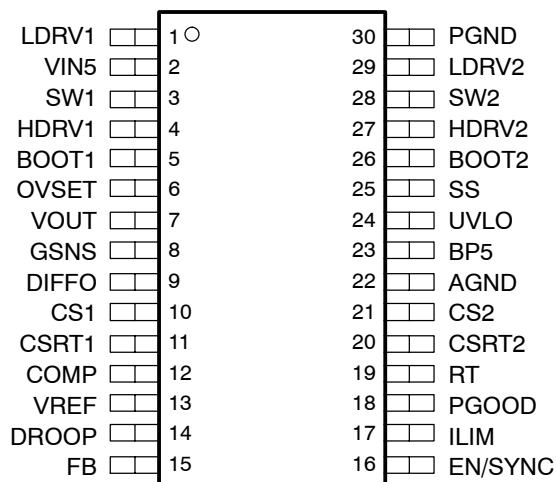 LDRV1 1 30 PGND
VIN5 2 29 LDRV2
SW1 3 28 SW2
HDRV1 4 27 HDRV2
BOOT1 5 26 BOOT2
OVSET 6 25 SS
VOUT 7 24 UVLO
GSNS 8 23 BP5
DIFFO 9 22 AGND
CS1 10 21 CS2
CSRT1 11 20 CSRT2
COMP 12 19 RT
VREF 13 18 PGOOD
DROOP 14 17 ILIM
FB 15 16 EN/SYNC